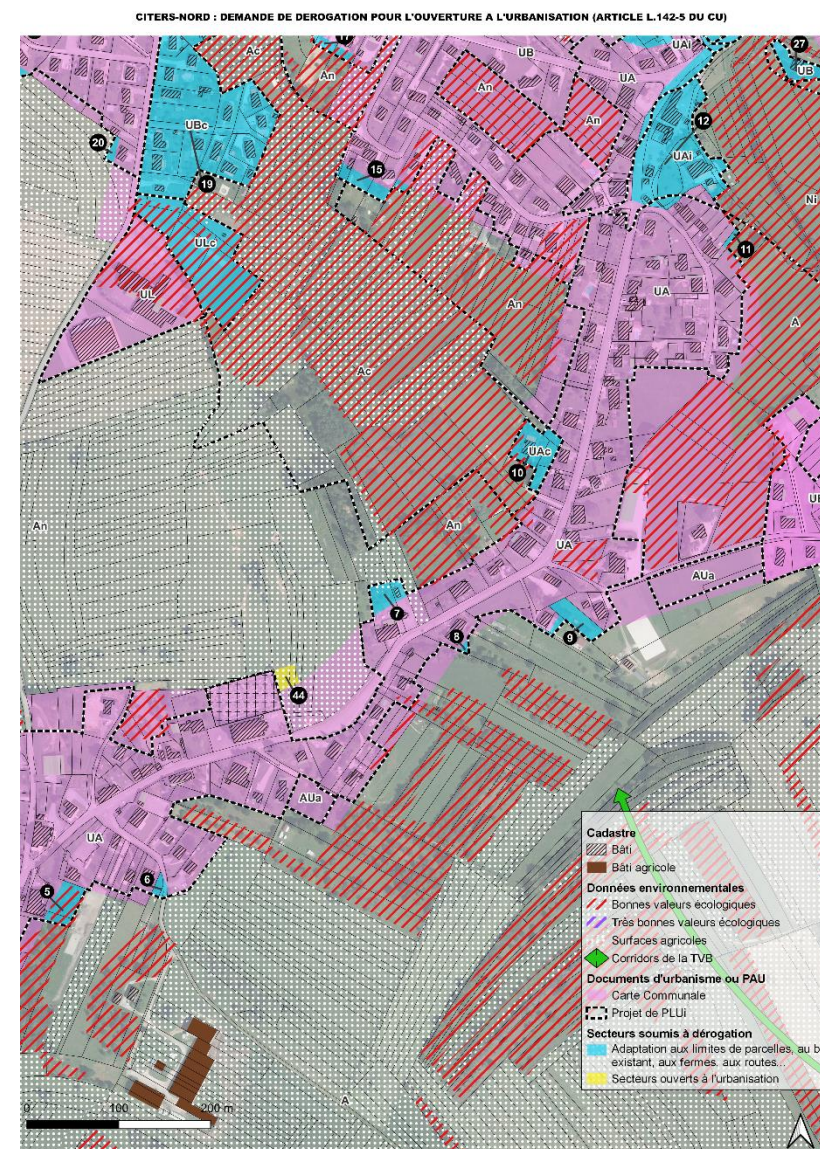 CITERS-NORD : DEMANDE DE DEROGATION POUR L'OUVERTURE A L'URBANISATION (ARTICLE L.142-5 DU CU)
17
Ac
An
UB
UA
UAi
27
UB
An
An
12
UBc
20
15
UAi
19
Ni
ULc
11
UL
UA
An
A
Ac
UAc
10
An
An
UA
AUa
7
8
9
44
AUa
UA
5
6
A
Cadastre
Bâti
Bâti agricole
Données environnementales
Bonnes valeurs écologiques
Très bonnes valeurs écologiques
Surfaces agricoles
Corridors de la TVB
Documents d'urbanisme ou PAU
Carte Communale
Projet de PLUi
Secteurs soumis à dérogation
Adaptation aux limites de parcelles, au b
existant, aux fermes, aux routes...
Secteurs ouverts à l'urbanisation
0 100 200 m